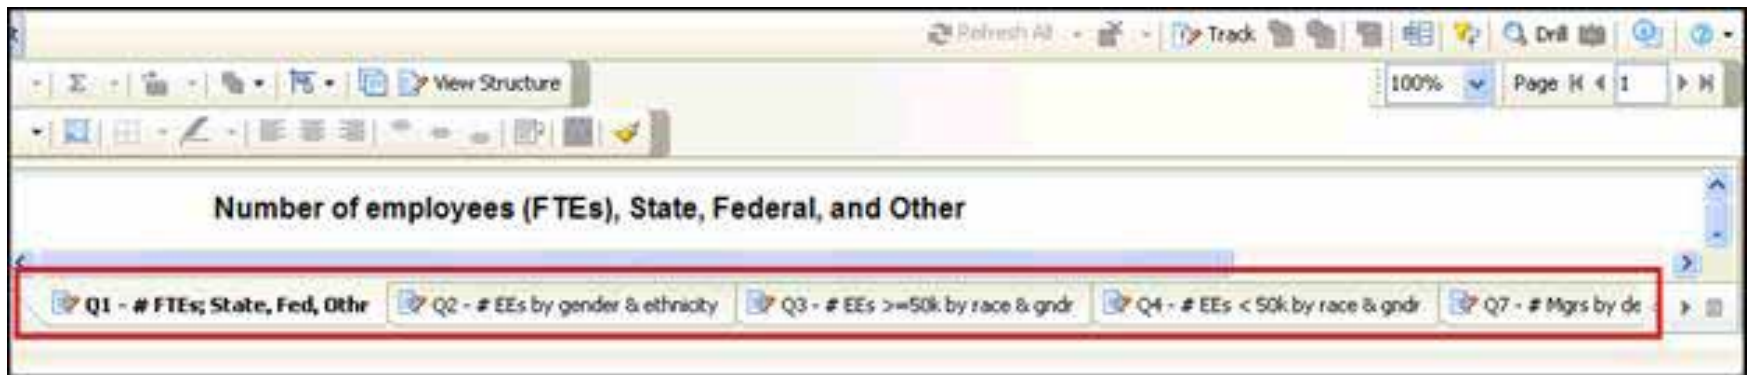 Refresh All Track Drill
Σ View Structure 100% Page 1
Number of employees (FTEs), State, Federal, and Other
Q1 - # FTEs; State, Fed, Othr Q2 - # EEs by gender & ethnicity Q3 - # EEs >=50k by race & gndr Q4 - # EEs < 50k by race & gndr Q7 - # Mgrs by de